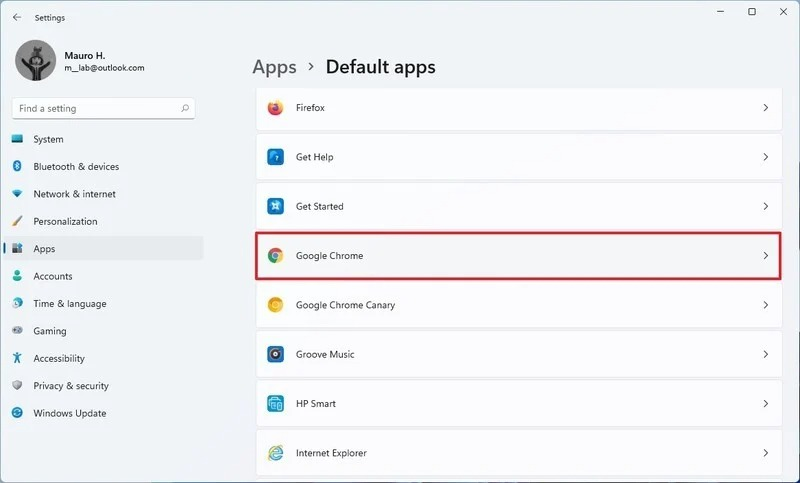 Settings
Mauro H.
m__lab@outlook.com
Find a setting
System
Bluetooth & devices
Network & internet
Personalization
Apps
Accounts
Time & language
Gaming
Accessibility
Privacy & security
Windows Update
Apps > Default apps
Firefox
Get Help
Get Started
Google Chrome
Google Chrome Canary
Groove Music
HP Smart
Internet Explorer